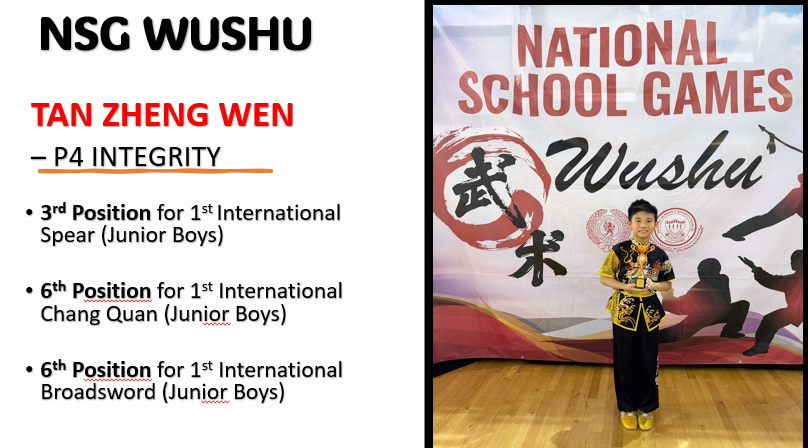 NSG WUSHU
TAN ZHENG WEN
– P4 INTEGRITY
• 3rd Position for 1st International
Spear (Junior Boys)
• 6th Position for 1st International
Chang Quan (Junior Boys)
• 6th Position for 1st International
Broadsword (Junior Boys)
NATIONAL
SCHOOL GAMES
武术 Wushu